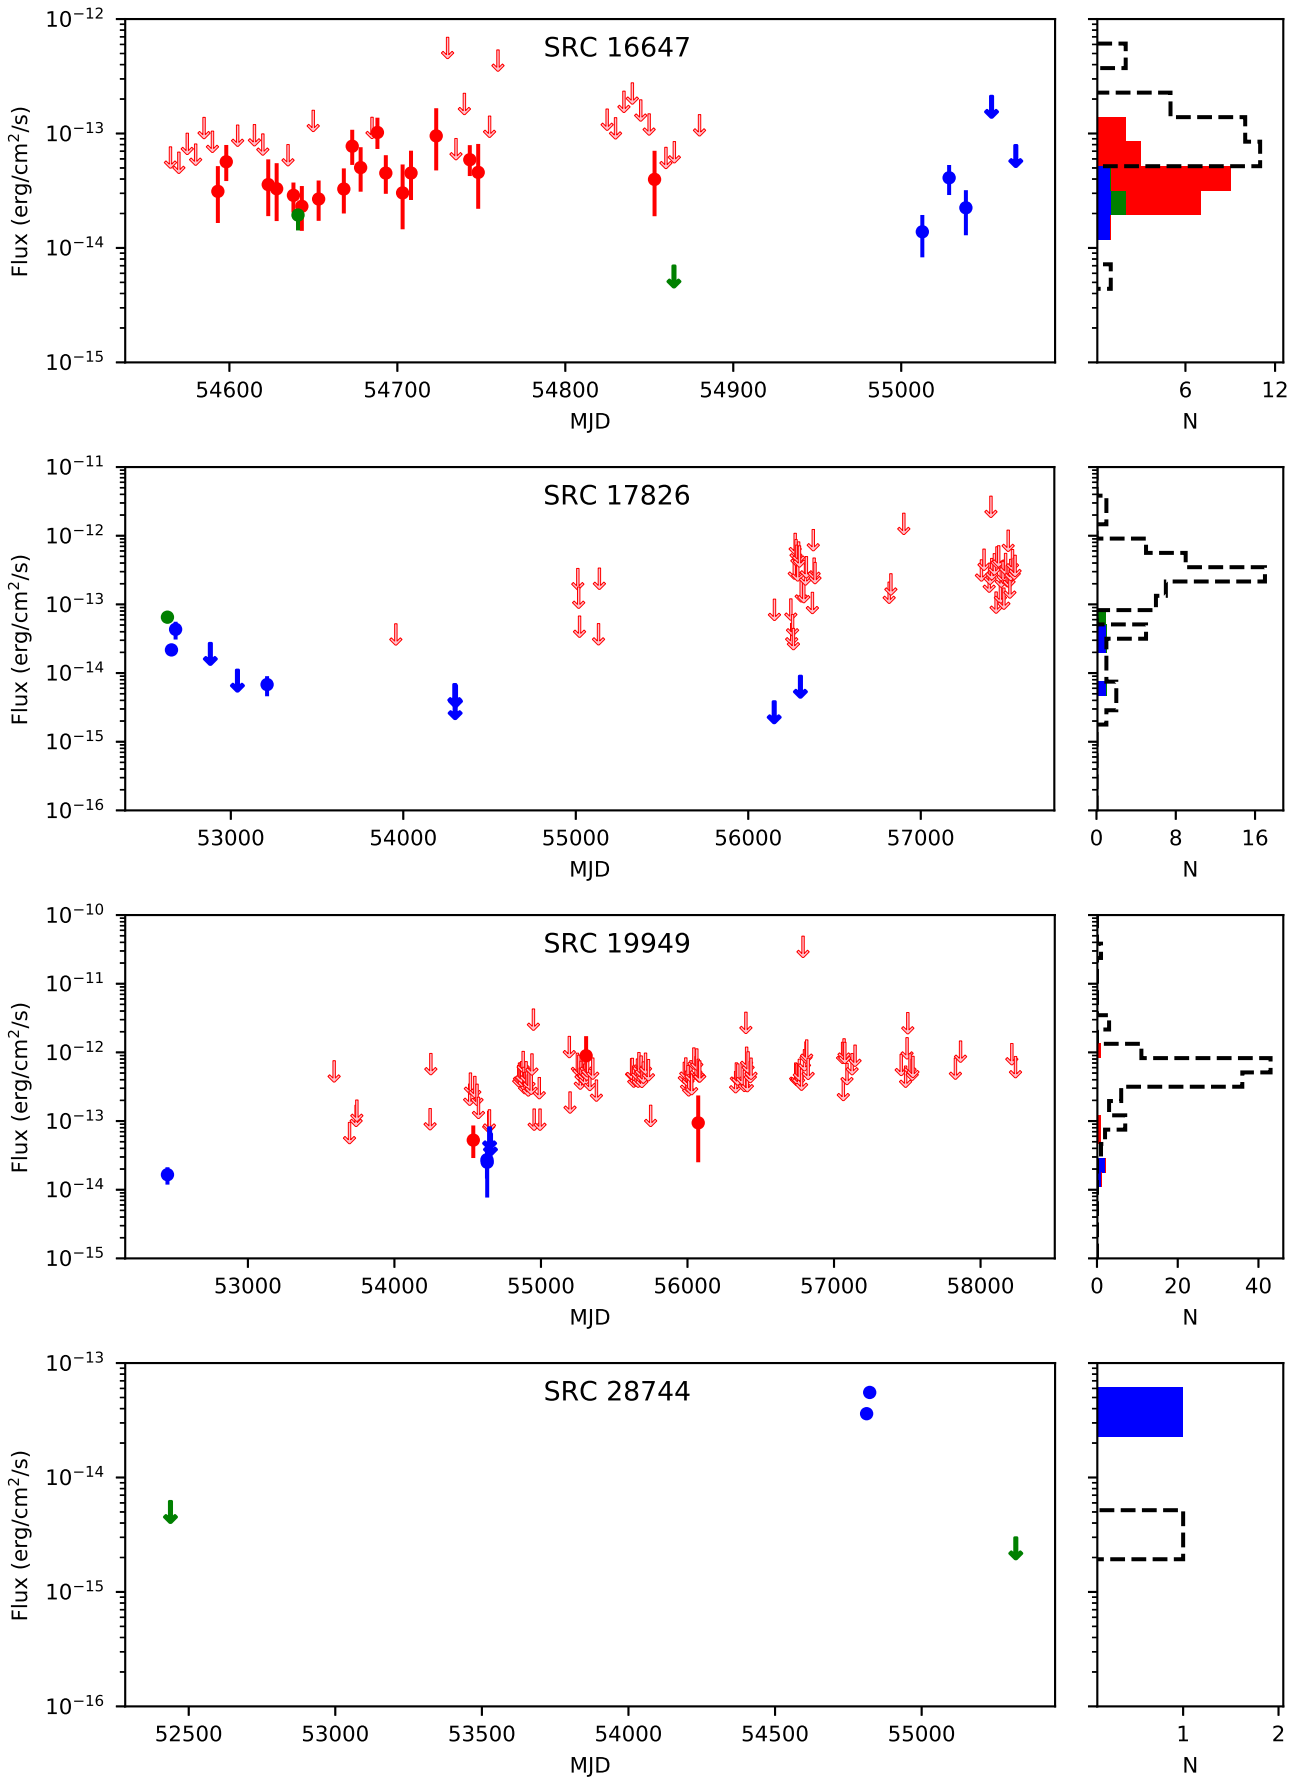 10⁻¹²
SRC 16647
10⁻¹³
Flux (erg/cm²/s)
10⁻¹⁴
10⁻¹⁵
54600 54700 54800 54900 55000 6 12
MJD N
10⁻¹¹
SRC 17826
10⁻¹²
10⁻¹³
Flux (erg/cm²/s)
10⁻¹⁴
10⁻¹⁵
10⁻¹⁶
53000 54000 55000 56000 57000 0 8 16
MJD N
10⁻¹⁰
SRC 19949
10⁻¹¹
10⁻¹²
Flux (erg/cm²/s)
10⁻¹³
10⁻¹⁴
10⁻¹⁵
53000 54000 55000 56000 57000 58000 0 20 40
MJD N
10⁻¹³
SRC 28744
10⁻¹⁴
Flux (erg/cm²/s)
10⁻¹⁵
10⁻¹⁶
52500 53000 53500 54000 54500 55000 1 2
MJD N